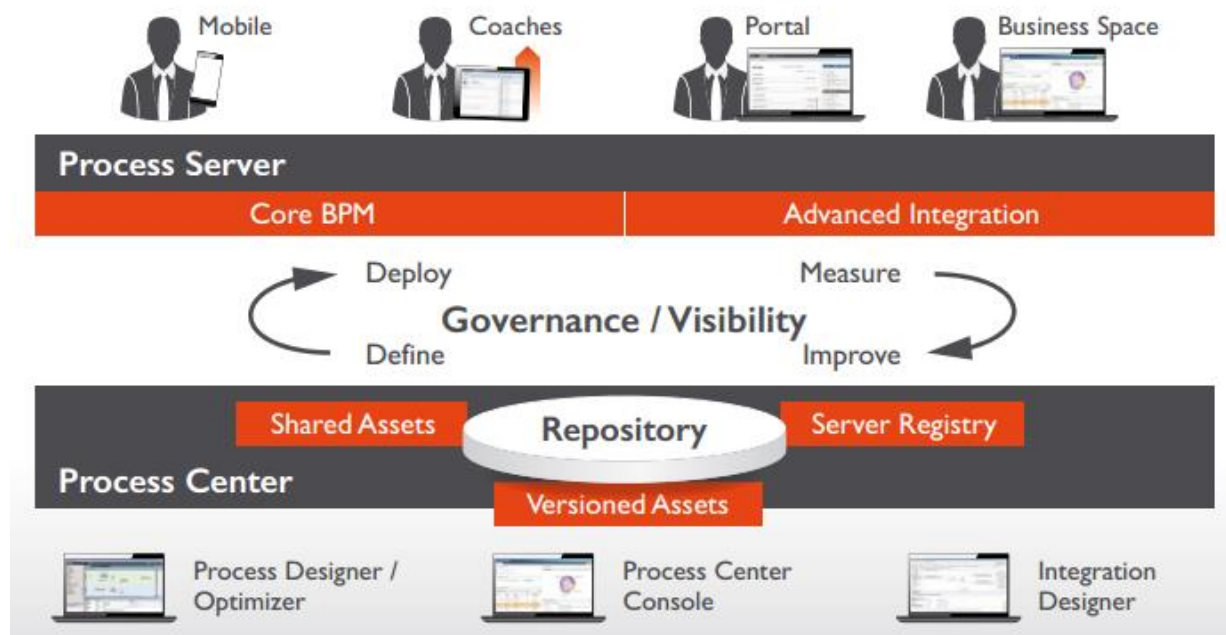 Mobile
Coaches
Portal
Business Space
Process Server
Core BPM
Advanced Integration
Deploy
Measure
Governance / Visibility
Define
Improve
Shared Assets
Repository
Server Registry
Process Center
Versioned Assets
Process Designer /
Optimizer
Process Center
Console
Integration
Designer